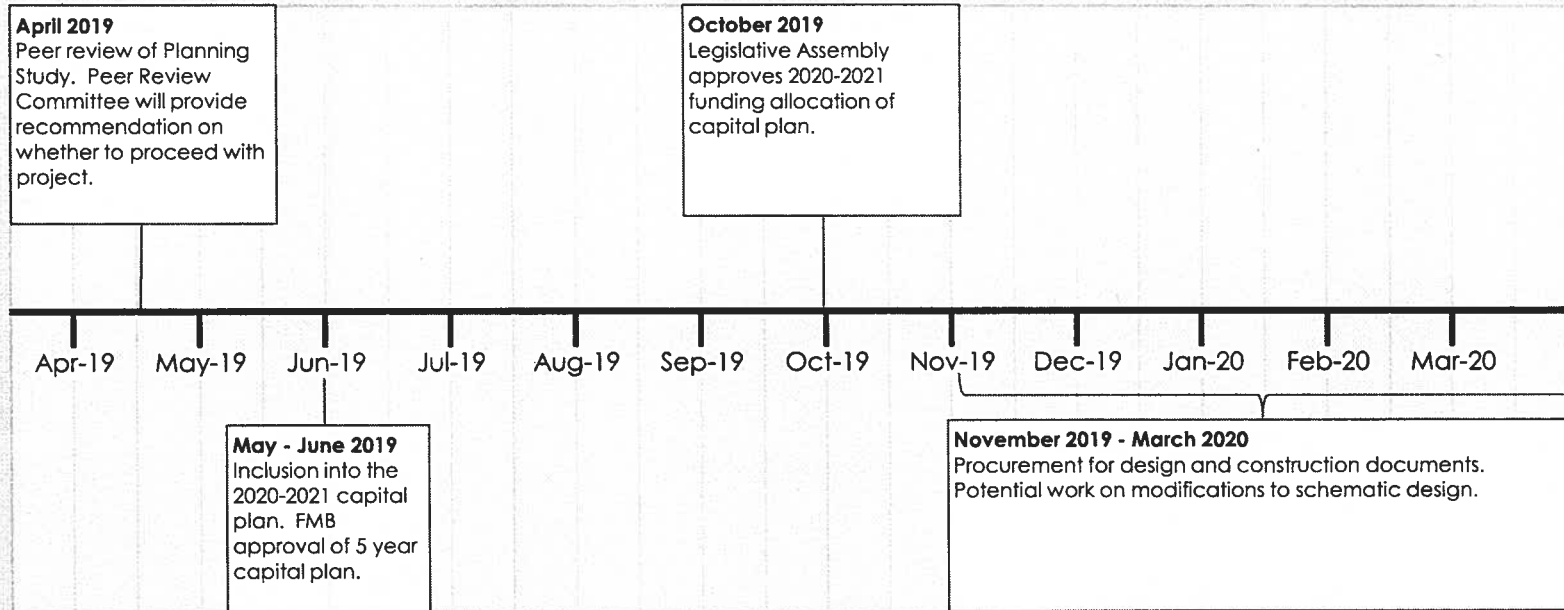 April 2019
Peer review of Planning
Study. Peer Review
Committee will provide
recommendation on
whether to proceed with
project.
October 2019
Legislative Assembly
approves 2020-2021
funding allocation of
capital plan.
Apr-19 May-19 Jun-19 Jul-19 Aug-19 Sep-19 Oct-19 Nov-19 Dec-19 Jan-20 Feb-20 Mar-20
May - June 2019
Inclusion into the
2020-2021 capital
plan. FMB
approval of 5 year
capital plan.
November 2019 - March 2020
Procurement for design and construction documents.
Potential work on modifications to schematic design.